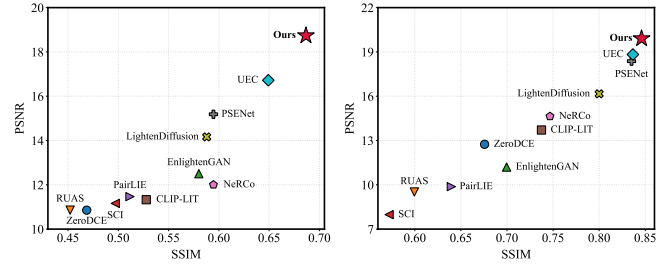 20
18
16
14
12
10
PSNR
Ours
UEC
PSENet
LightenDiffusion
EnlightenGAN
NeRCo
PairLIE
CLIP-LIT
RUAS
SCI
ZeroDCE
0.45 0.50 0.55 0.60 0.65 0.70
SSIM
22
19
16
13
10
7
PSNR
Ours
UEC
PSENet
LightenDiffusion
NeRCo
CLIP-LIT
ZeroDCE
EnlightenGAN
RUAS
PairLIE
SCI
0.60 0.65 0.70 0.75 0.80 0.85
SSIM